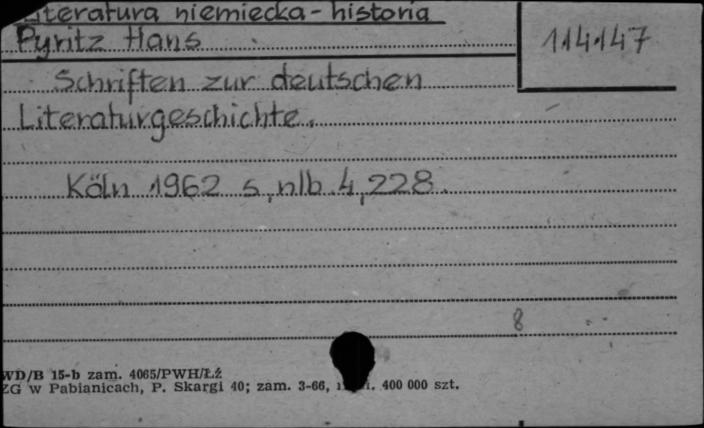 Literatura niemiecka - historia
Pyritz Hans
114147
Schriften zur deutschen
Literaturgeschichte.
Köln 1962 s, nlb. 4, 228.
8
WD/B 15-b zam. 4065/PWH/Ł.ź
ZG w Pabianicach, P. Skargi 40; zam. 3-66, 400 000 szt.